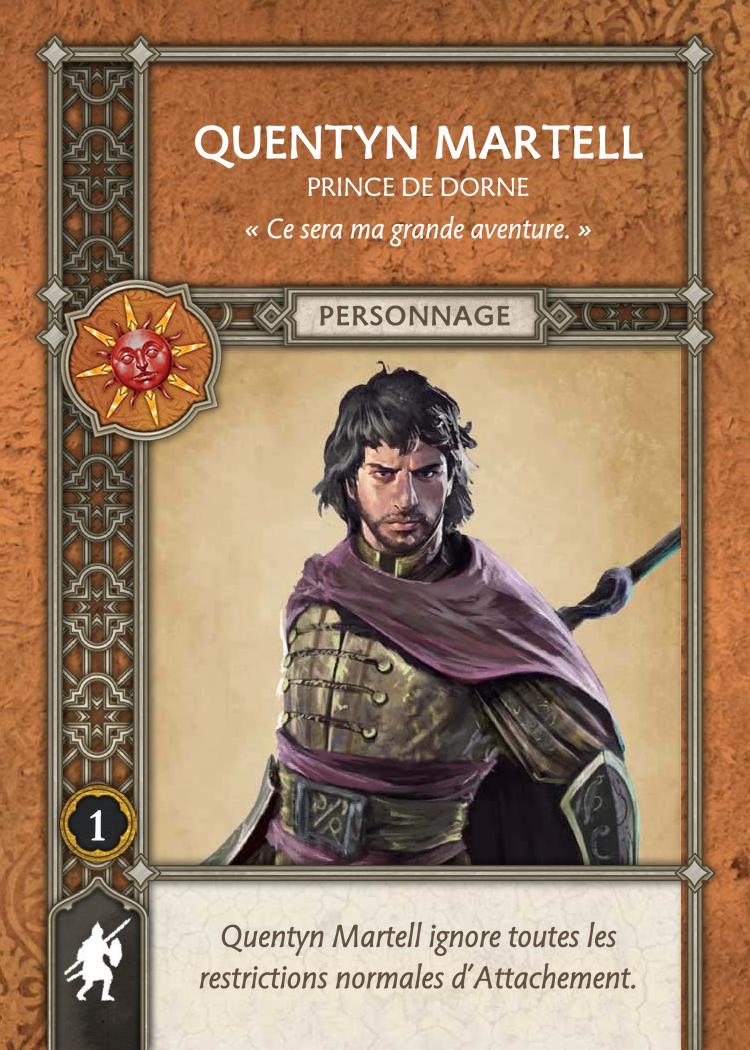 QUENTYN MARTELL
PRINCE DE DORNE
« Ce sera ma grande aventure. »
PERSONNAGE
1
Quentyn Martell ignore toutes les
restrictions normales d’Attachement.